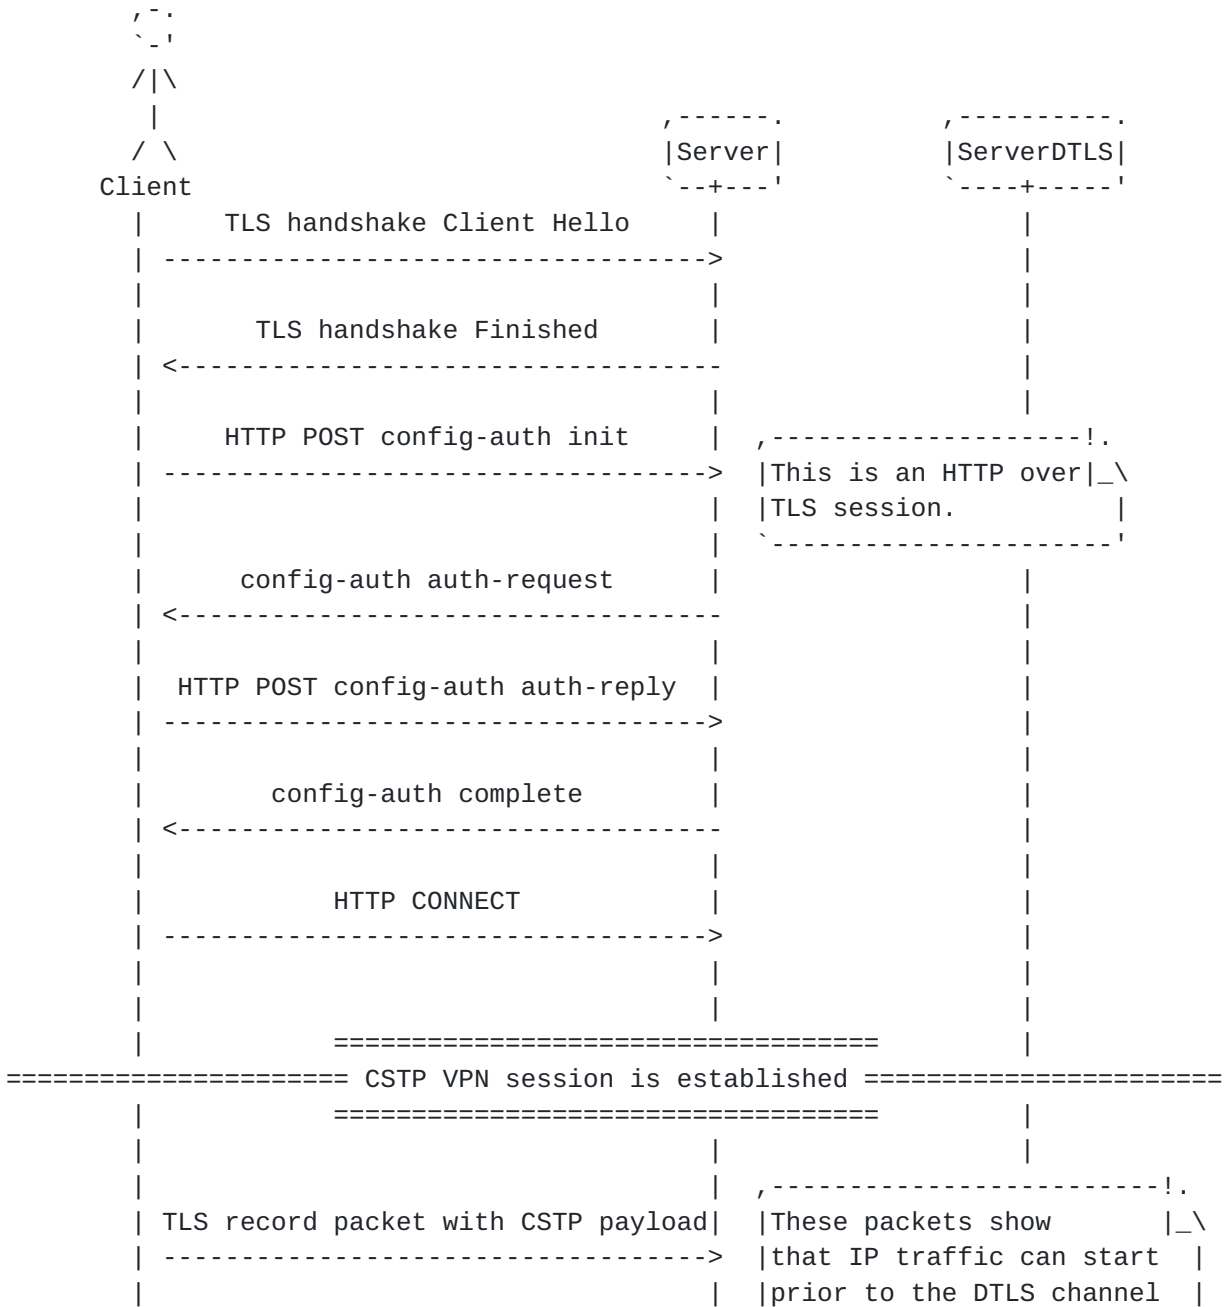 Server ServerDTLS
Client
TLS handshake Client Hello
TLS handshake Finished
HTTP POST config-auth init
This is an HTTP over
TLS session.
config-auth auth-request
HTTP POST config-auth auth-reply
config-auth complete
HTTP CONNECT
CSTP VPN session is established
TLS record packet with CSTP payload These packets show
that IP traffic can start
prior to the DTLS channel